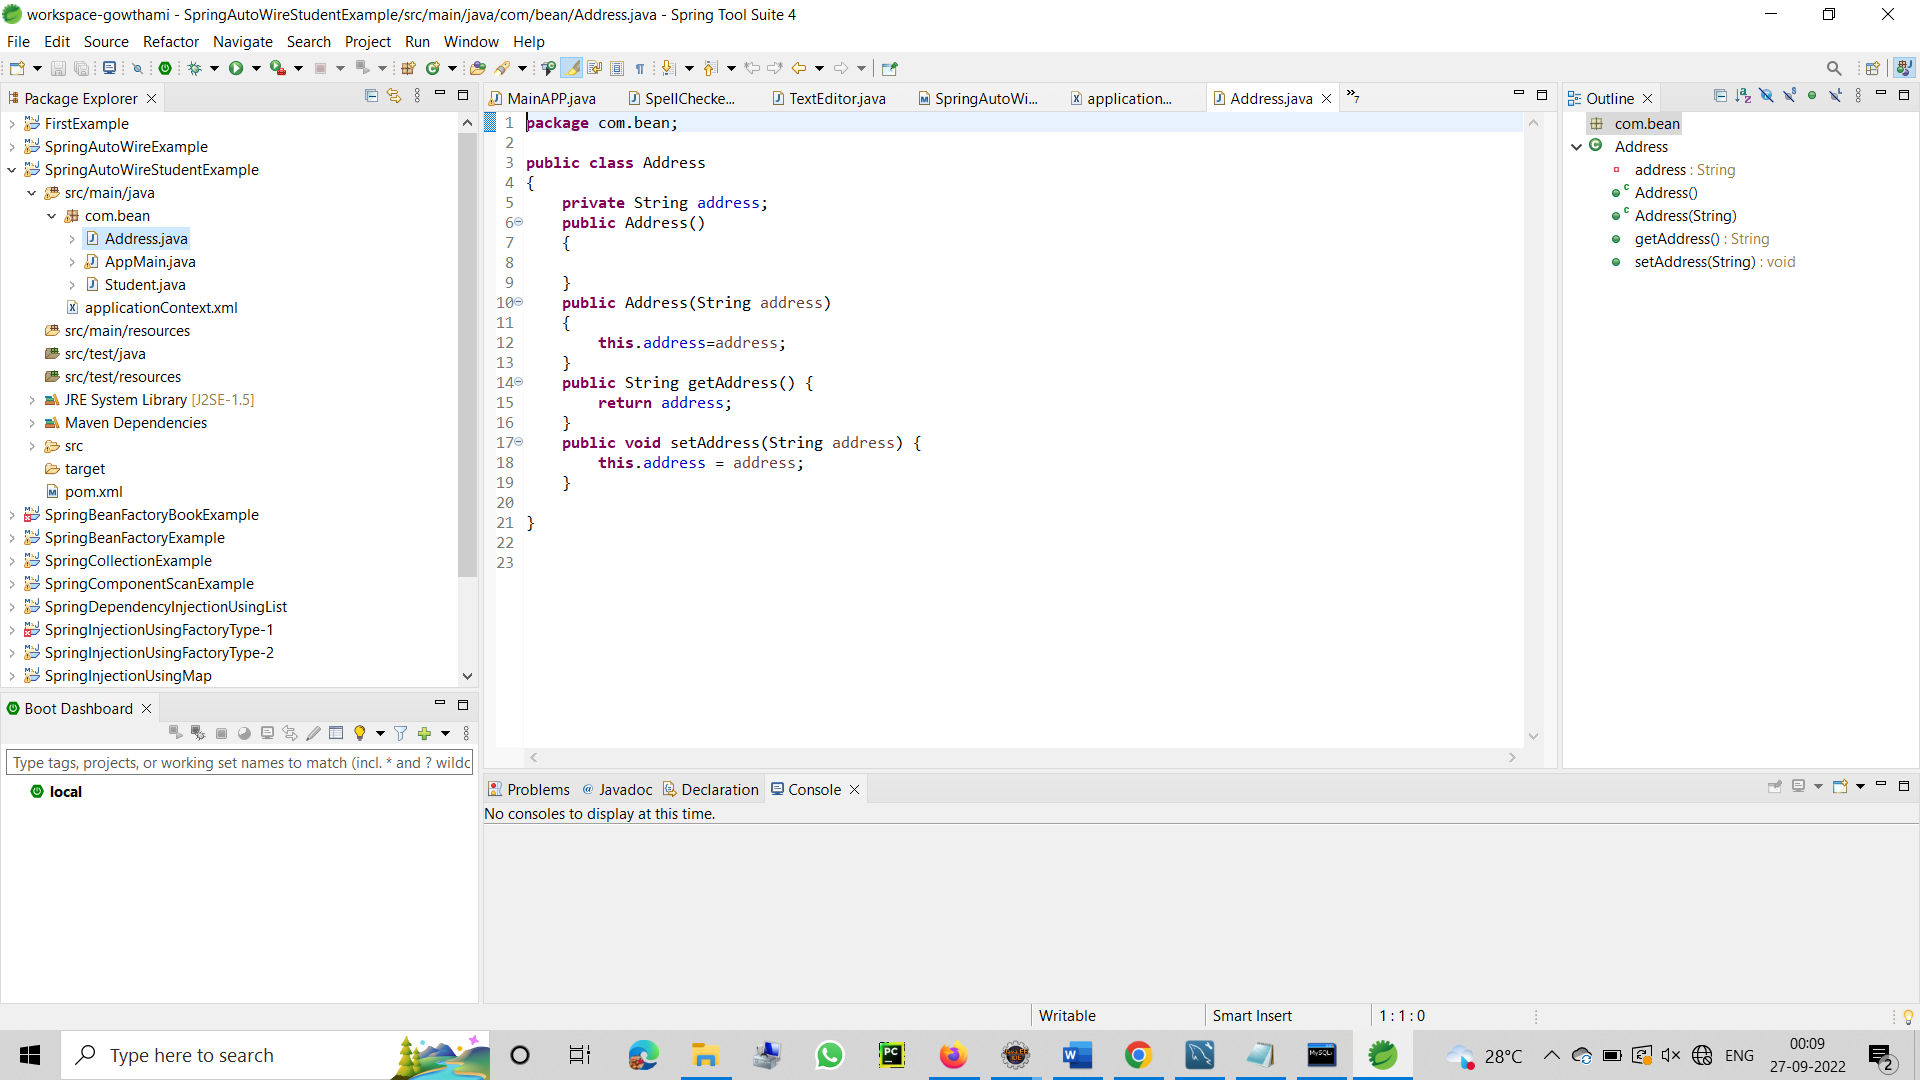 workspace-gowthami - SpringAutoWireStudentExample/src/main/java/com/bean/Address.java - Spring Tool Suite 4
File Edit Source Refactor Navigate Search Project Run Window Help
Package Explorer
FirstExample
SpringAutoWireExample
SpringAutoWireStudentExample
src/main/java
com.bean
Address.java
AppMain.java
Student.java
applicationContext.xml
src/main/resources
src/test/java
src/test/resources
JRE System Library [J2SE-1.5]
Maven Dependencies
src
target
pom.xml
SpringBeanFactoryBookExample
SpringBeanFactoryExample
SpringCollectionExample
SpringComponentScanExample
SpringDependencyInjectionUsingList
SpringInjectionUsingFactoryType-1
SpringInjectionUsingFactoryType-2
SpringInjectionUsingMap
Boot Dashboard
Type tags, projects, or working set names to match (incl. * and ? wildc
local
MainAPP.java SpellChecke... TextEditor.java SpringAutoWi... application... Address.java »7
1 package com.bean;
2
3 public class Address
4 {
5 private String address;
6 public Address()
7 {
8
9 }
10 public Address(String address)
11 {
12 this.address=address;
13 }
14 public String getAddress() {
15 return address;
16 }
17 public void setAddress(String address) {
18 this.address = address;
19 }
20
21 }
22
23
Outline
com.bean
Address
address : String
Address()
Address(String)
getAddress() : String
setAddress(String) : void
Problems @ Javadoc Declaration Console
No consoles to display at this time.
Writable Smart Insert 1 : 1 : 0
Type here to search
28°C ENG
00:09
27-09-2022
2